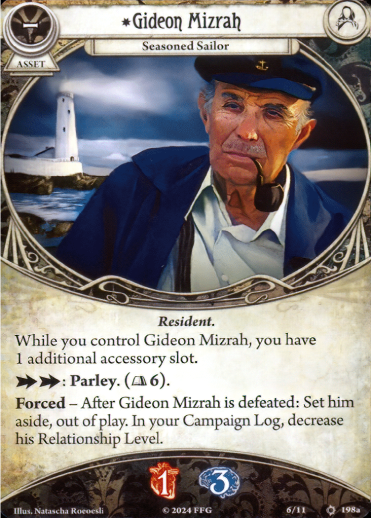 *Gideon Mizrah
Seasoned Sailor
ASSET
Resident.
While you control Gideon Mizrah, you have
1 additional accessory slot.
: Parley. ( 6).
Forced – After Gideon Mizrah is defeated: Set him
aside, out of play. In your Campaign Log, decrease
his Relationship Level.
1 3
Illus. Natascha Roeoesli © 2024 FFG 6/11 198a